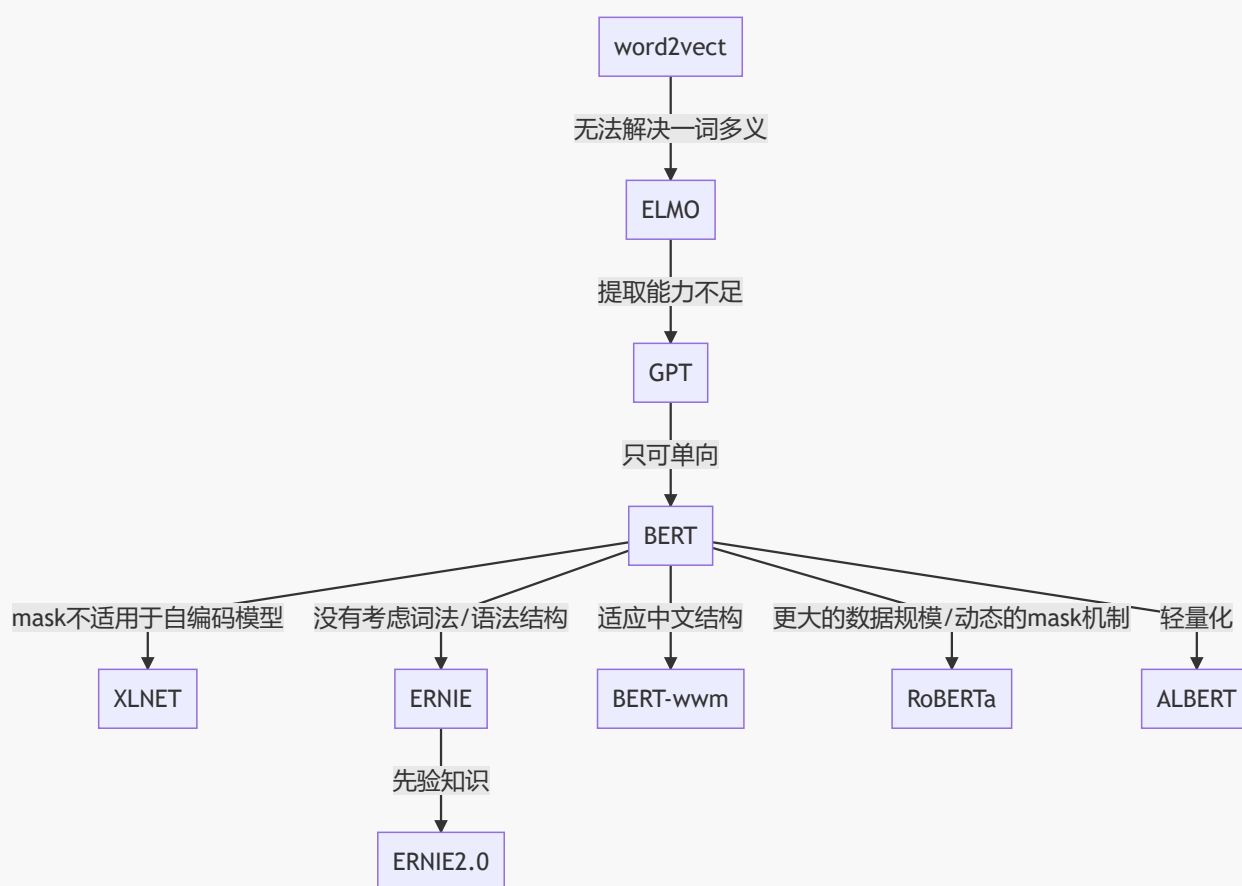 word2vect
无法解决一词多义
ELMO
提取能力不足
GPT
只可单向
BERT
mask不适用于自编码模型
没有考虑词法/语法结构
适应中文结构
更大的数据规模/动态的mask机制
轻量化
XLNET
ERNIE
BERT-wwm
RoBERTa
ALBERT
先验知识
ERNIE2.0